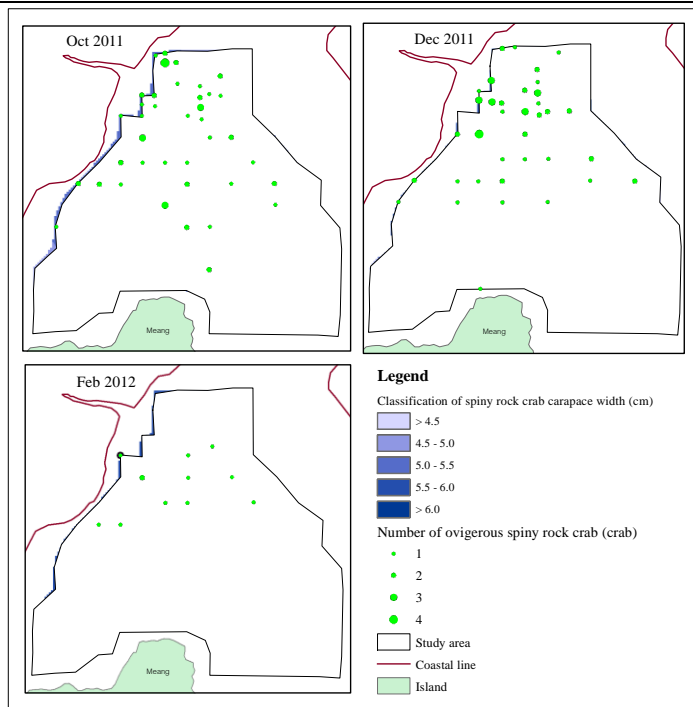 Oct 2011
Meang
Dec 2011
Meang
Feb 2012
Meang
Legend
Classification of spiny rock crab carapace width (cm)
> 4.5
4.5 - 5.0
5.0 - 5.5
5.5 - 6.0
> 6.0
Number of ovigerous spiny rock crab (crab)
1
2
3
4
Study area
Coastal line
Island